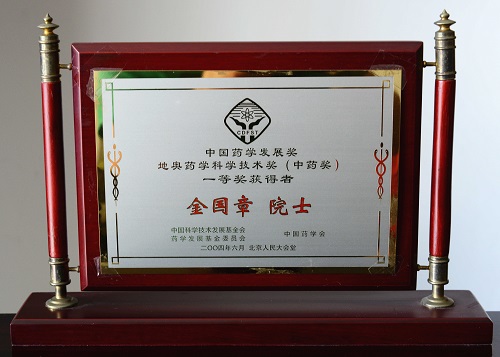 CDFST
中国药学发展奖
地奥药学科学技术奖（中药奖）
一等奖获得者
金国章 院士
中国科学技术发展基金会
药学发展基金委员会
中国药学会
二〇〇四年六月 北京人民大会堂